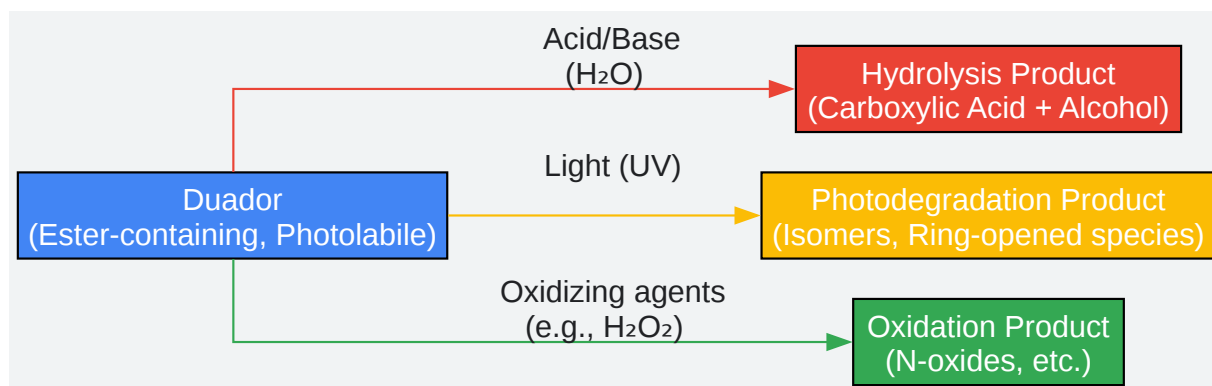 Acid/Base
(H₂O)
Hydrolysis Product
(Carboxylic Acid + Alcohol)
Light (UV)
Duador
(Ester-containing, Photolabile)
Photodegradation Product
(Isomers, Ring-opened species)
Oxidizing agents
(e.g., H₂O₂)
Oxidation Product
(N-oxides, etc.)